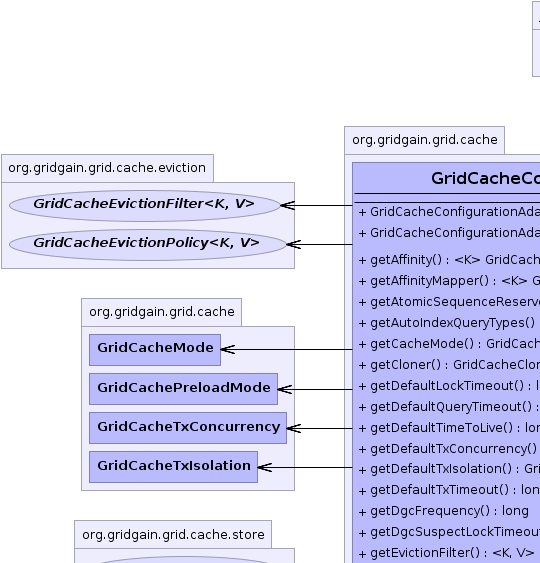 org.gridgain.grid.cache.eviction
GridCacheEvictionFilter<K, V>
GridCacheEvictionPolicy<K, V>
org.gridgain.grid.cache
GridCacheMode
GridCachePreloadMode
GridCacheTxConcurrency
GridCacheTxIsolation
org.gridgain.grid.cache.store
org.gridgain.grid.cache
GridCacheCo
+ GridCacheConfigurationAda
+ GridCacheConfigurationAda
+ getAffinity() : <K> GridCach
+ getAffinityMapper() : <K> G
+ getAtomicSequenceReserv
+ getAutoIndexQueryTypes()
+ getCacheMode() : GridCach
+ getCloner() : GridCacheClon
+ getDefaultLockTimeout() : l
+ getDefaultQueryTimeout() :
+ getDefaultTimeToLive() : lon
+ getDefaultTxConcurrency()
+ getDefaultTxIsolation() : Gri
+ getDefaultTxTimeout() : lon
+ getDgcFrequency() : long
+ getDgcSuspectLockTimeout
+ getEvictionFilter() : <K, V>